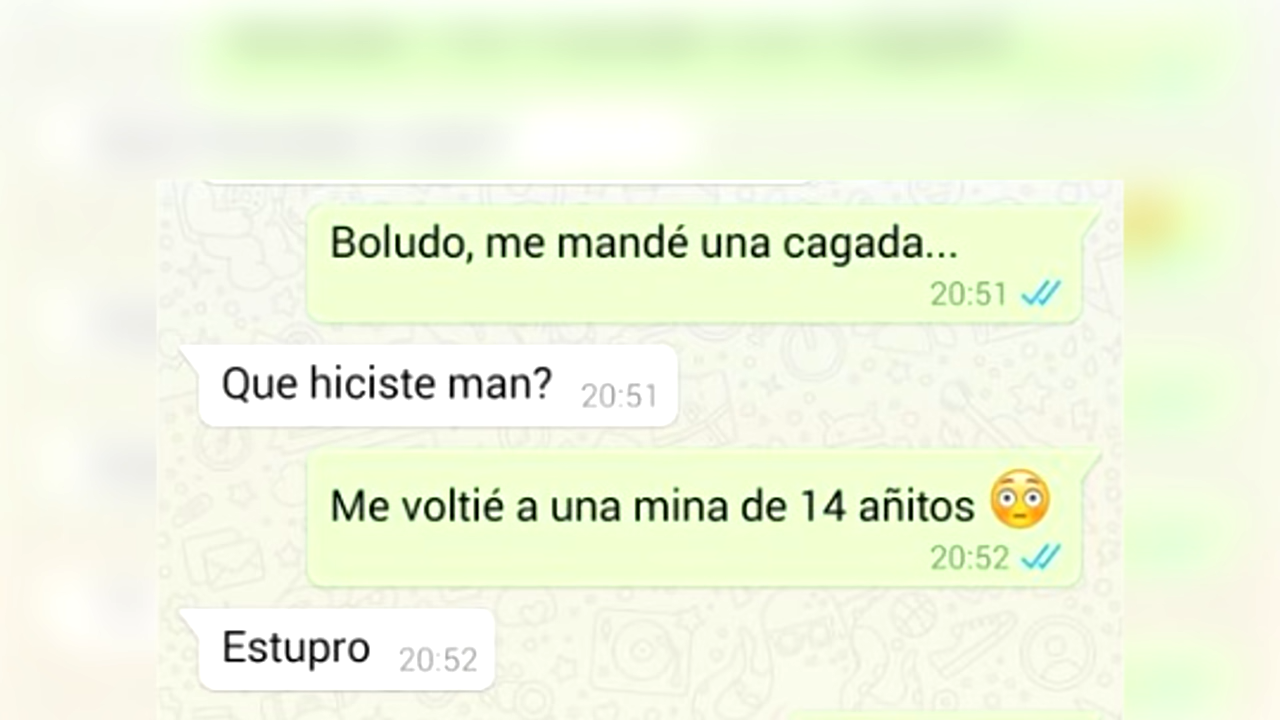 Boludo, me mandé una cagada...
20:51
Que hiciste man? 20:51
Me voltié a una mina de 14 añitos 😳
20:52
Estupro 20:52